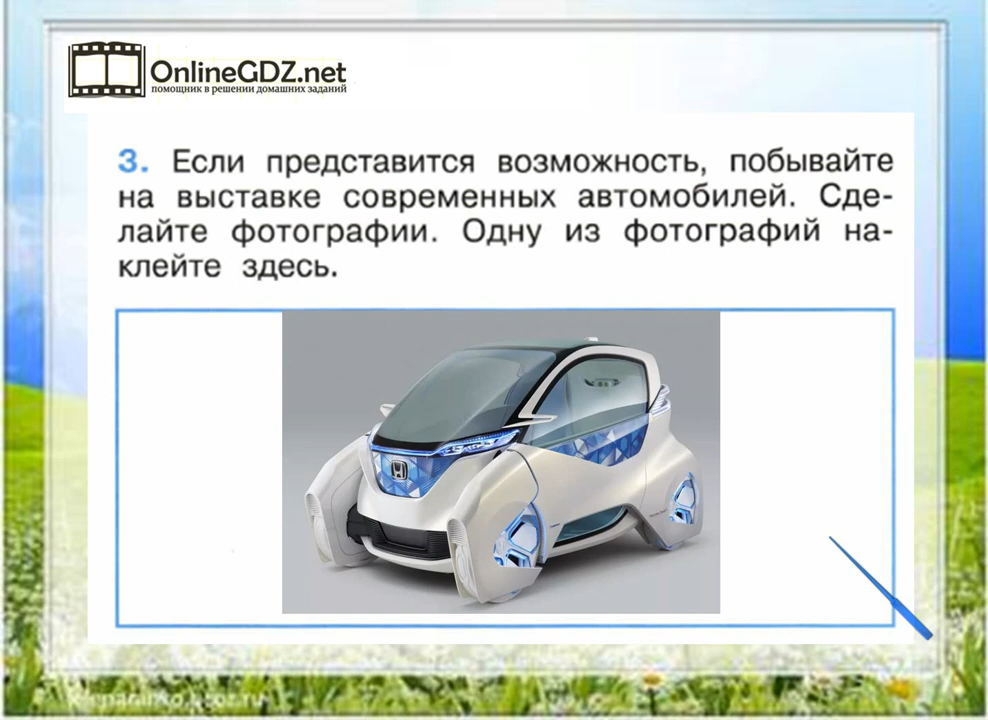 OnlineGDZ.net
помощник в решении домашних заданий
3. Если представится возможность, побывайте
на выставке современных автомобилей. Сде-
лайте фотографии. Одну из фотографий на-
клейте здесь.